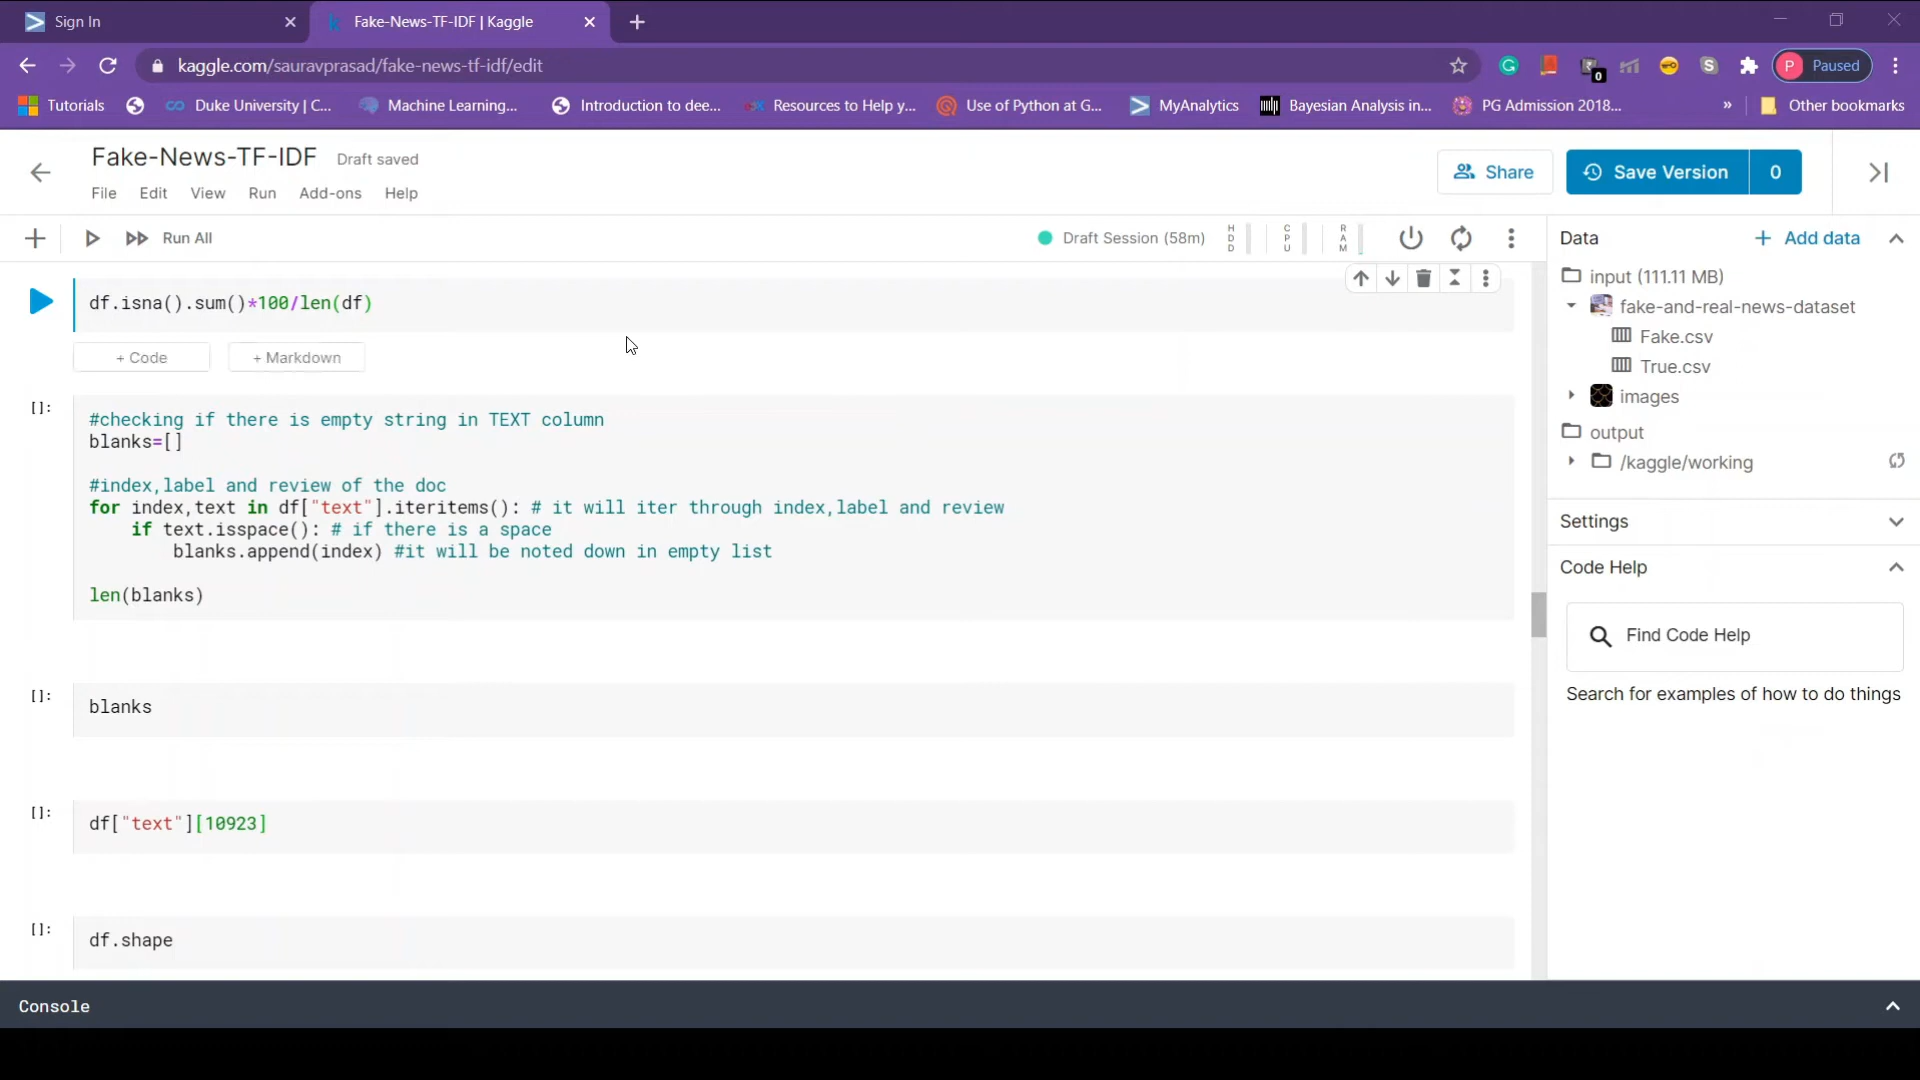 Sign In
Fake-News-TF-IDF | Kaggle
kaggle.com/sauravprasad/fake-news-tf-idf/edit
0
P Paused
Tutorials
Duke University | C...
Machine Learning...
Introduction to dee...
Resources to Help y...
Use of Python at G...
MyAnalytics
Bayesian Analysis in...
PG Admission 2018...
»
Other bookmarks
Fake-News-TF-IDF Draft saved
File Edit View Run Add-ons Help
Share
Save Version 0
Run All
Draft Session (58m)
HDD
CPU
RAM
Data
+ Add data
input (111.11 MB)
fake-and-real-news-dataset
Fake.csv
True.csv
images
output
/kaggle/working
Settings
Code Help
Find Code Help
Search for examples of how to do things
df.isna().sum()*100/len(df)
+ Code + Markdown
[]:
#checking if there is empty string in TEXT column
blanks=[]
#index,label and review of the doc
for index,text in df["text"].iteritems(): # it will iter through index,label and review
if text.isspace(): # if there is a space
blanks.append(index) #it will be noted down in empty list
len(blanks)
[]:
blanks
[]:
df["text"][10923]
[]:
df.shape
Console